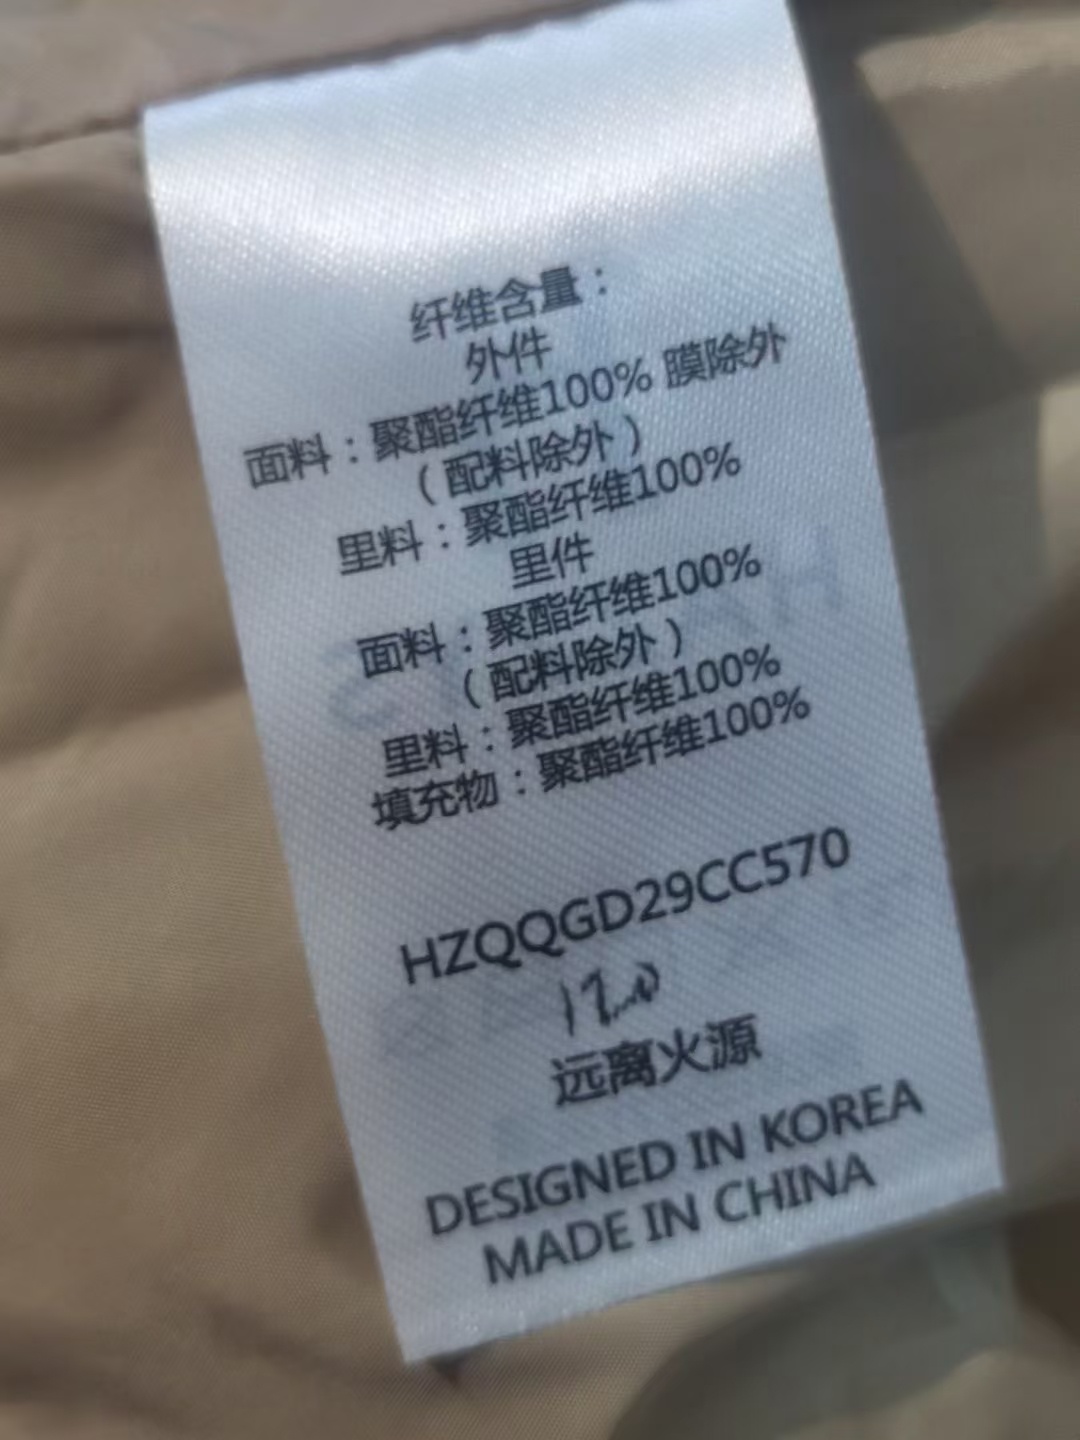 纤维含量：
外件
面料：聚酯纤维100% 膜除外
（配料除外）
里料：聚酯纤维100%
里件
面料：聚酯纤维100%
（配料除外）
里料：聚酯纤维100%
填充物：聚酯纤维100%
HZQQGD29CC570
远离火源
DESIGNED IN KOREA
MADE IN CHINA